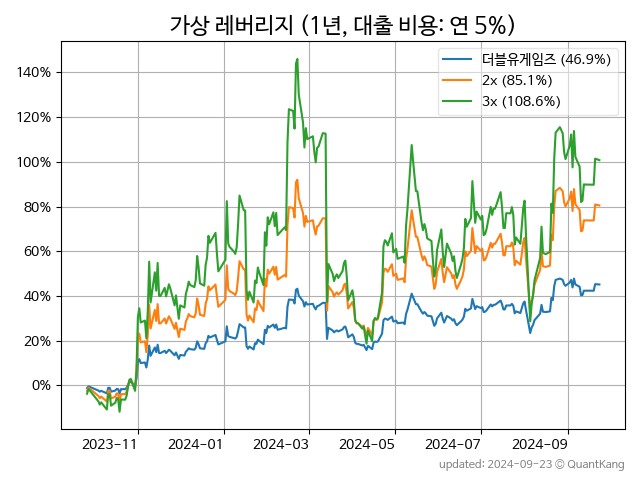 가상 레버리지 (1년, 대출 비용: 연 5%)
더블유게임즈 (46.9%)
2x (85.1%)
3x (108.6%)
140%
120%
100%
80%
60%
40%
20%
0%
2023-11
2024-01
2024-03
2024-05
2024-07
2024-09
updated: 2024-09-23 © QuantKang